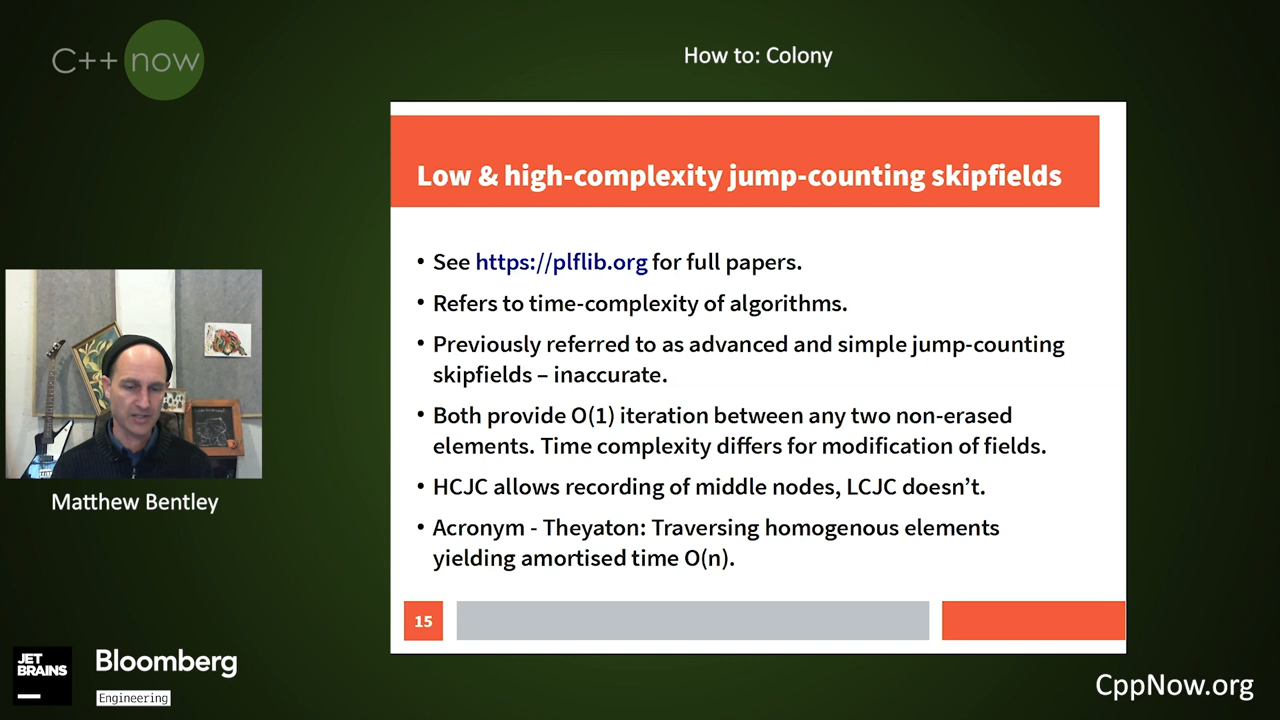 C++ now
How to: Colony
Low & high-complexity jump-counting skipfields
• See https://plflib.org for full papers.
• Refers to time-complexity of algorithms.
• Previously referred to as advanced and simple jump-counting
skipfields – inaccurate.
• Both provide O(1) iteration between any two non-erased
elements. Time complexity differs for modification of fields.
• HCJC allows recording of middle nodes, LCJC doesn't.
• Acronym - Theyaton: Traversing homogenous elements
yielding amortised time O(n).
15
Matthew Bentley
JET
BRAINS
Bloomberg
Engineering
CppNow.org